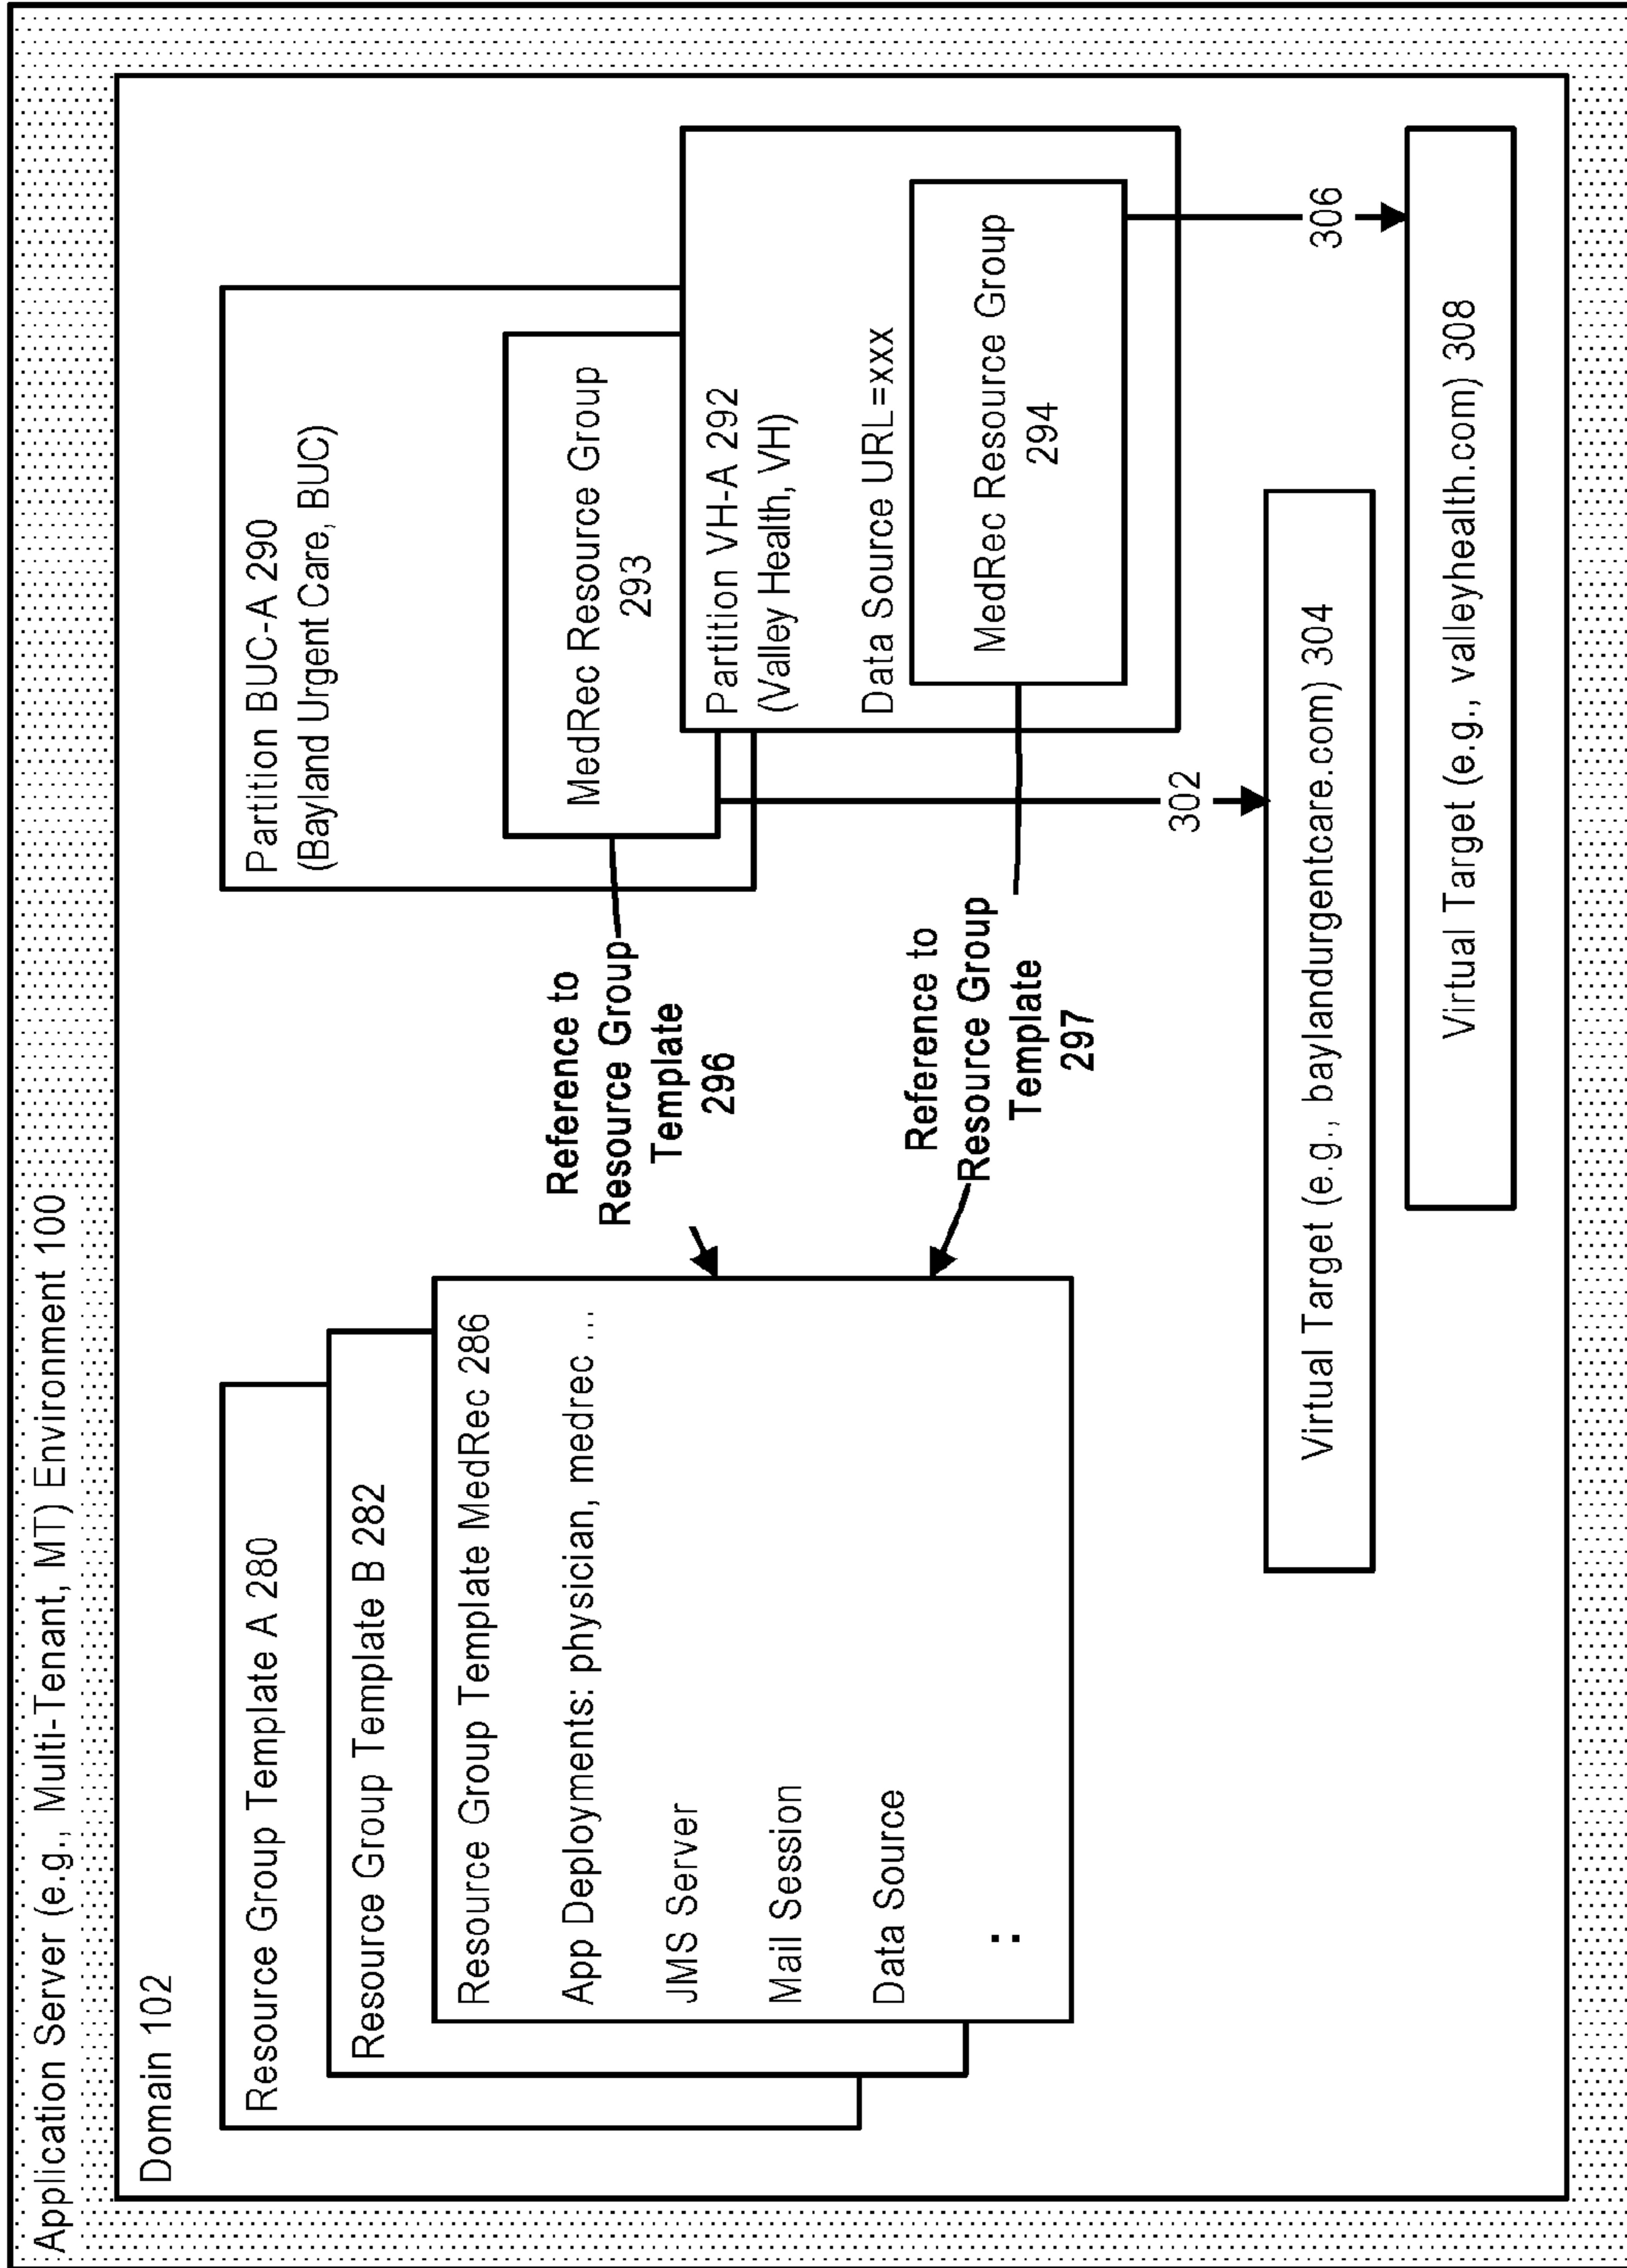 Application Server (e.g., Multi-Tenant, MT) Environment 100
Domain 102
Resource Group Template A 280
Resource Group Template B 282
Resource Group Template MedRec 286
App Deployments: physician, medrec ...
JMS Server
Mail Session
Data Source
:
Reference to
Resource Group
Template
296
Reference to
Resource Group
Template
297
Partition BUC-A 290
(Bayland Urgent Care, BUC)
MedRec Resource Group
293
Partition VH-A 292
(Valley Health, VH)
Data Source URL=xxx
MedRec Resource Group
294
302
306
Virtual Target (e.g., baylandurgentcare.com) 304
Virtual Target (e.g., valleyhealth.com) 308